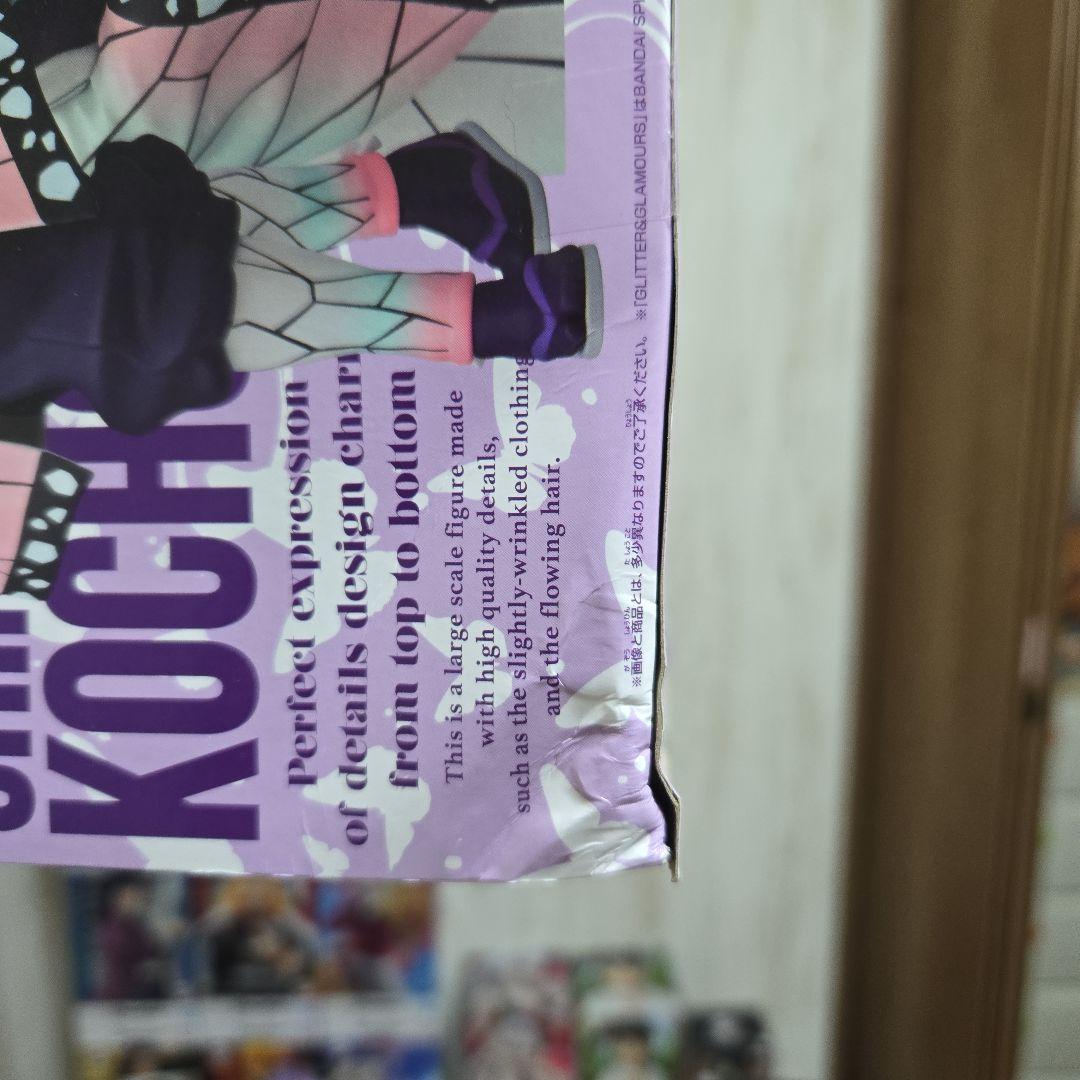 KOCH
Perfect expression
of details design
from top to bottom
This is a large scale figure made
with high quality details,
such as the slightly-wrinkled clothing
and the flowing hair.
※画像と商品とは、多少異なりますのでご了承ください。 ※「GLITTER&GLAMOURS」はBANDAI